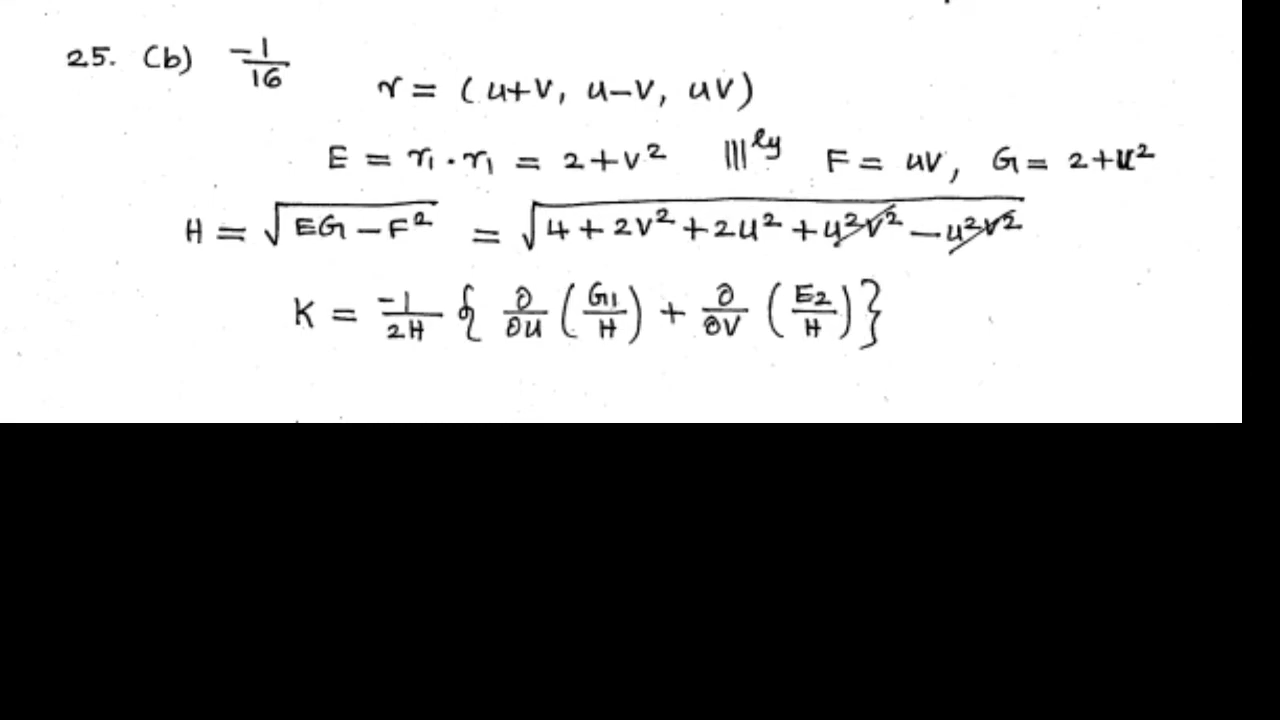 25. (b) -1/16
r = (u+v, u-v, uv)
E = r₁ · r₁ = 2+v² |||ly F = uv, G = 2+u²
H = √(EG - F²) = √(4 + 2v² + 2u² + u²v² - u²v²)
K = -1/2H { ∂/∂u (G₁/H) + ∂/∂v (E₂/H) }